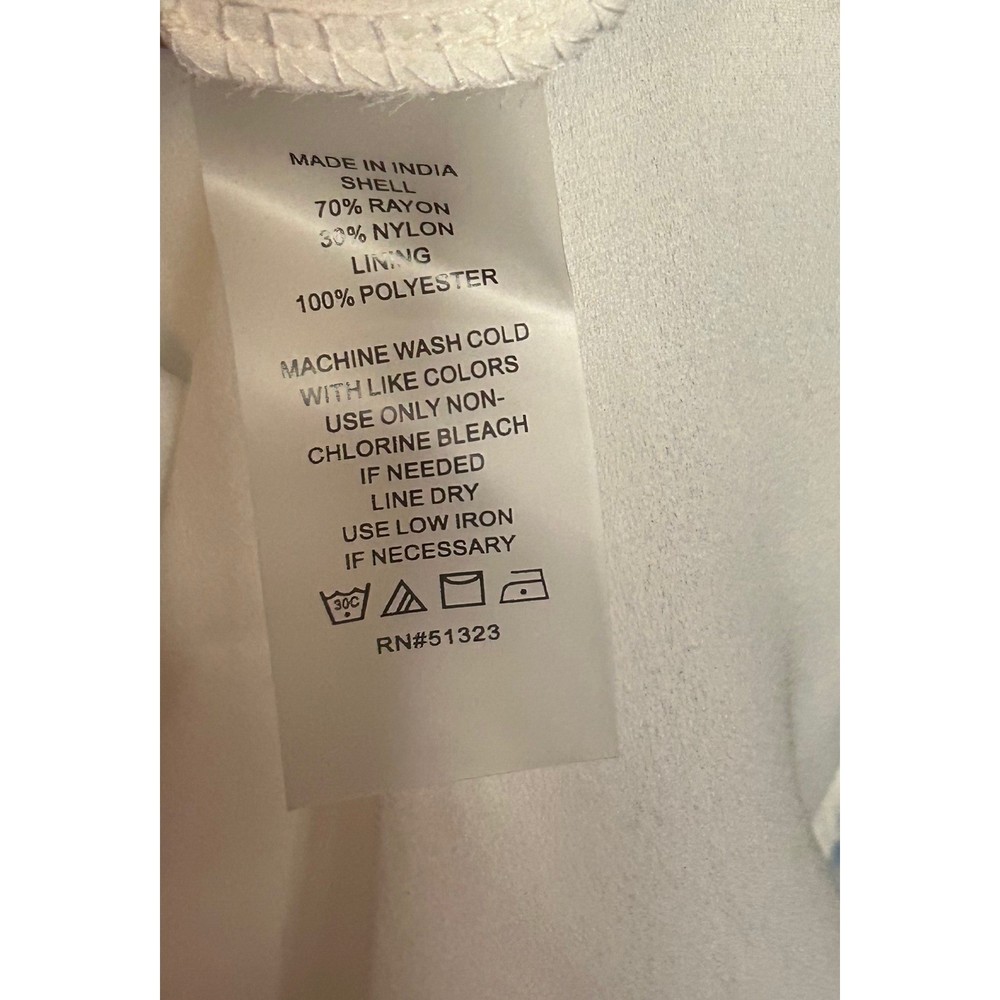 MADE IN INDIA
SHELL
70% RAYON
30% NYLON
LINING
100% POLYESTER
MACHINE WASH COLD
WITH LIKE COLORS
USE ONLY NON-
CHLORINE BLEACH
IF NEEDED
LINE DRY
USE LOW IRON
IF NECESSARY
30C
RN#51323